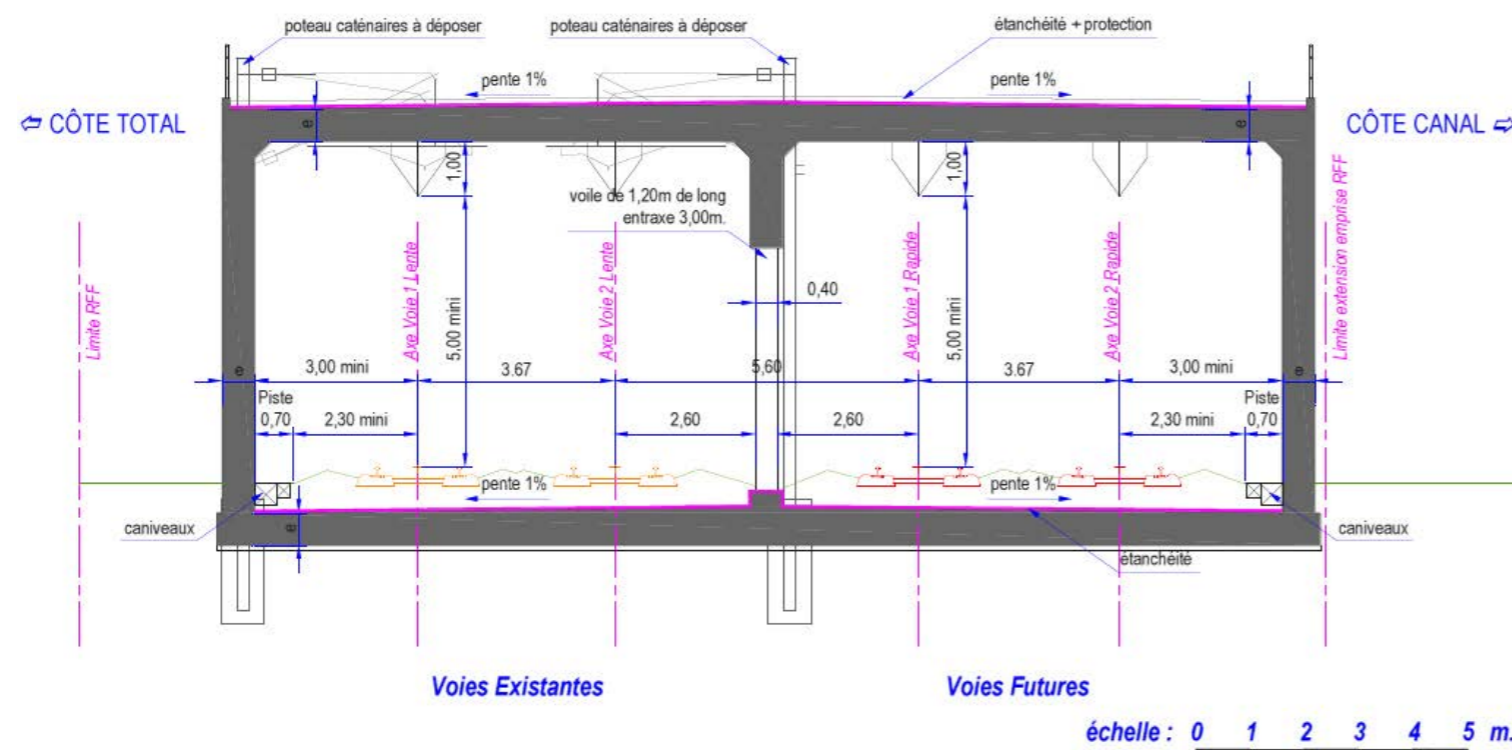 poteau caténaires à déposer
poteau caténaires à déposer
étanchéité + protection
pente 1%
pente 1%
⇦ CÔTE TOTAL
CÔTE CANAL ⇨
e
e
1,00
1,00
voile de 1,20m de long
entraxe 3,00m.
Limite RFF
Axe Voie 1 Lente
5,00 mini
Axe Voie 2 Lente
0,40
Axe Voie 1 Rapide
5,00 mini
Axe Voie 2 Rapide
Limite extension emprise RFF
e
3,00 mini
3.67
5,60
3.67
3,00 mini
e
Piste
0,70
2,30 mini
2,60
2,60
2,30 mini
Piste
0,70
pente 1%
pente 1%
caniveaux
e
étanchéité
caniveaux
Voies Existantes
Voies Futures
échelle : 0 1 2 3 4 5 m.